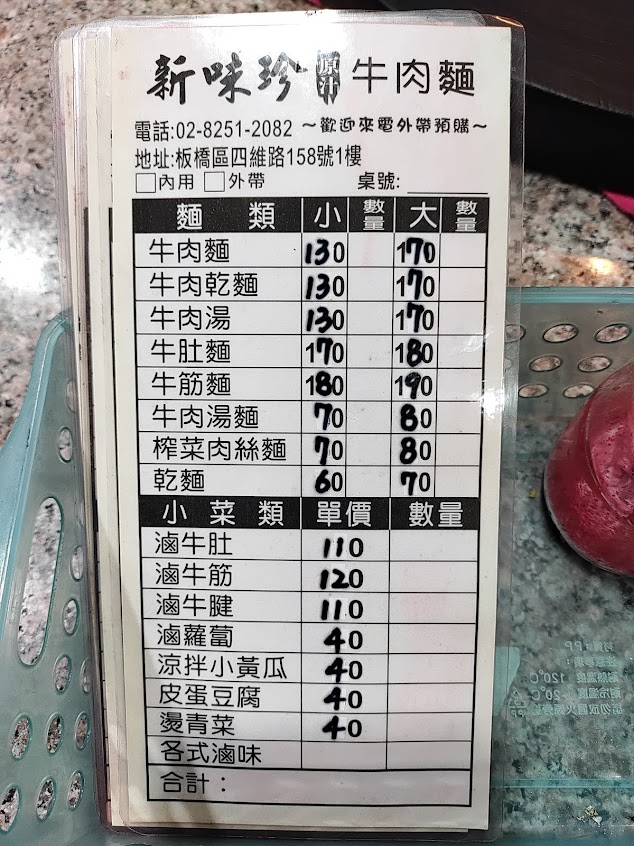 新味珍 原汁 牛肉麵
電話:02-8251-2082 ～歡迎來電外帶預購～
地址:板橋區四維路158號1樓
□內用 □外帶 桌號:
麵類 小 數量 大 數量
牛肉麵 130 170
牛肉乾麵 130 170
牛肉湯 130 170
牛肚麵 170 180
牛筋麵 180 190
牛肉湯麵 70 80
榨菜肉絲麵 70 80
乾麵 60 70
小菜類 單價 數量
滷牛肚 110
滷牛筋 120
滷牛腱 110
滷蘿蔔 40
涼拌小黃瓜 40
皮蛋豆腐 40
燙青菜 40
各式滷味
合計：